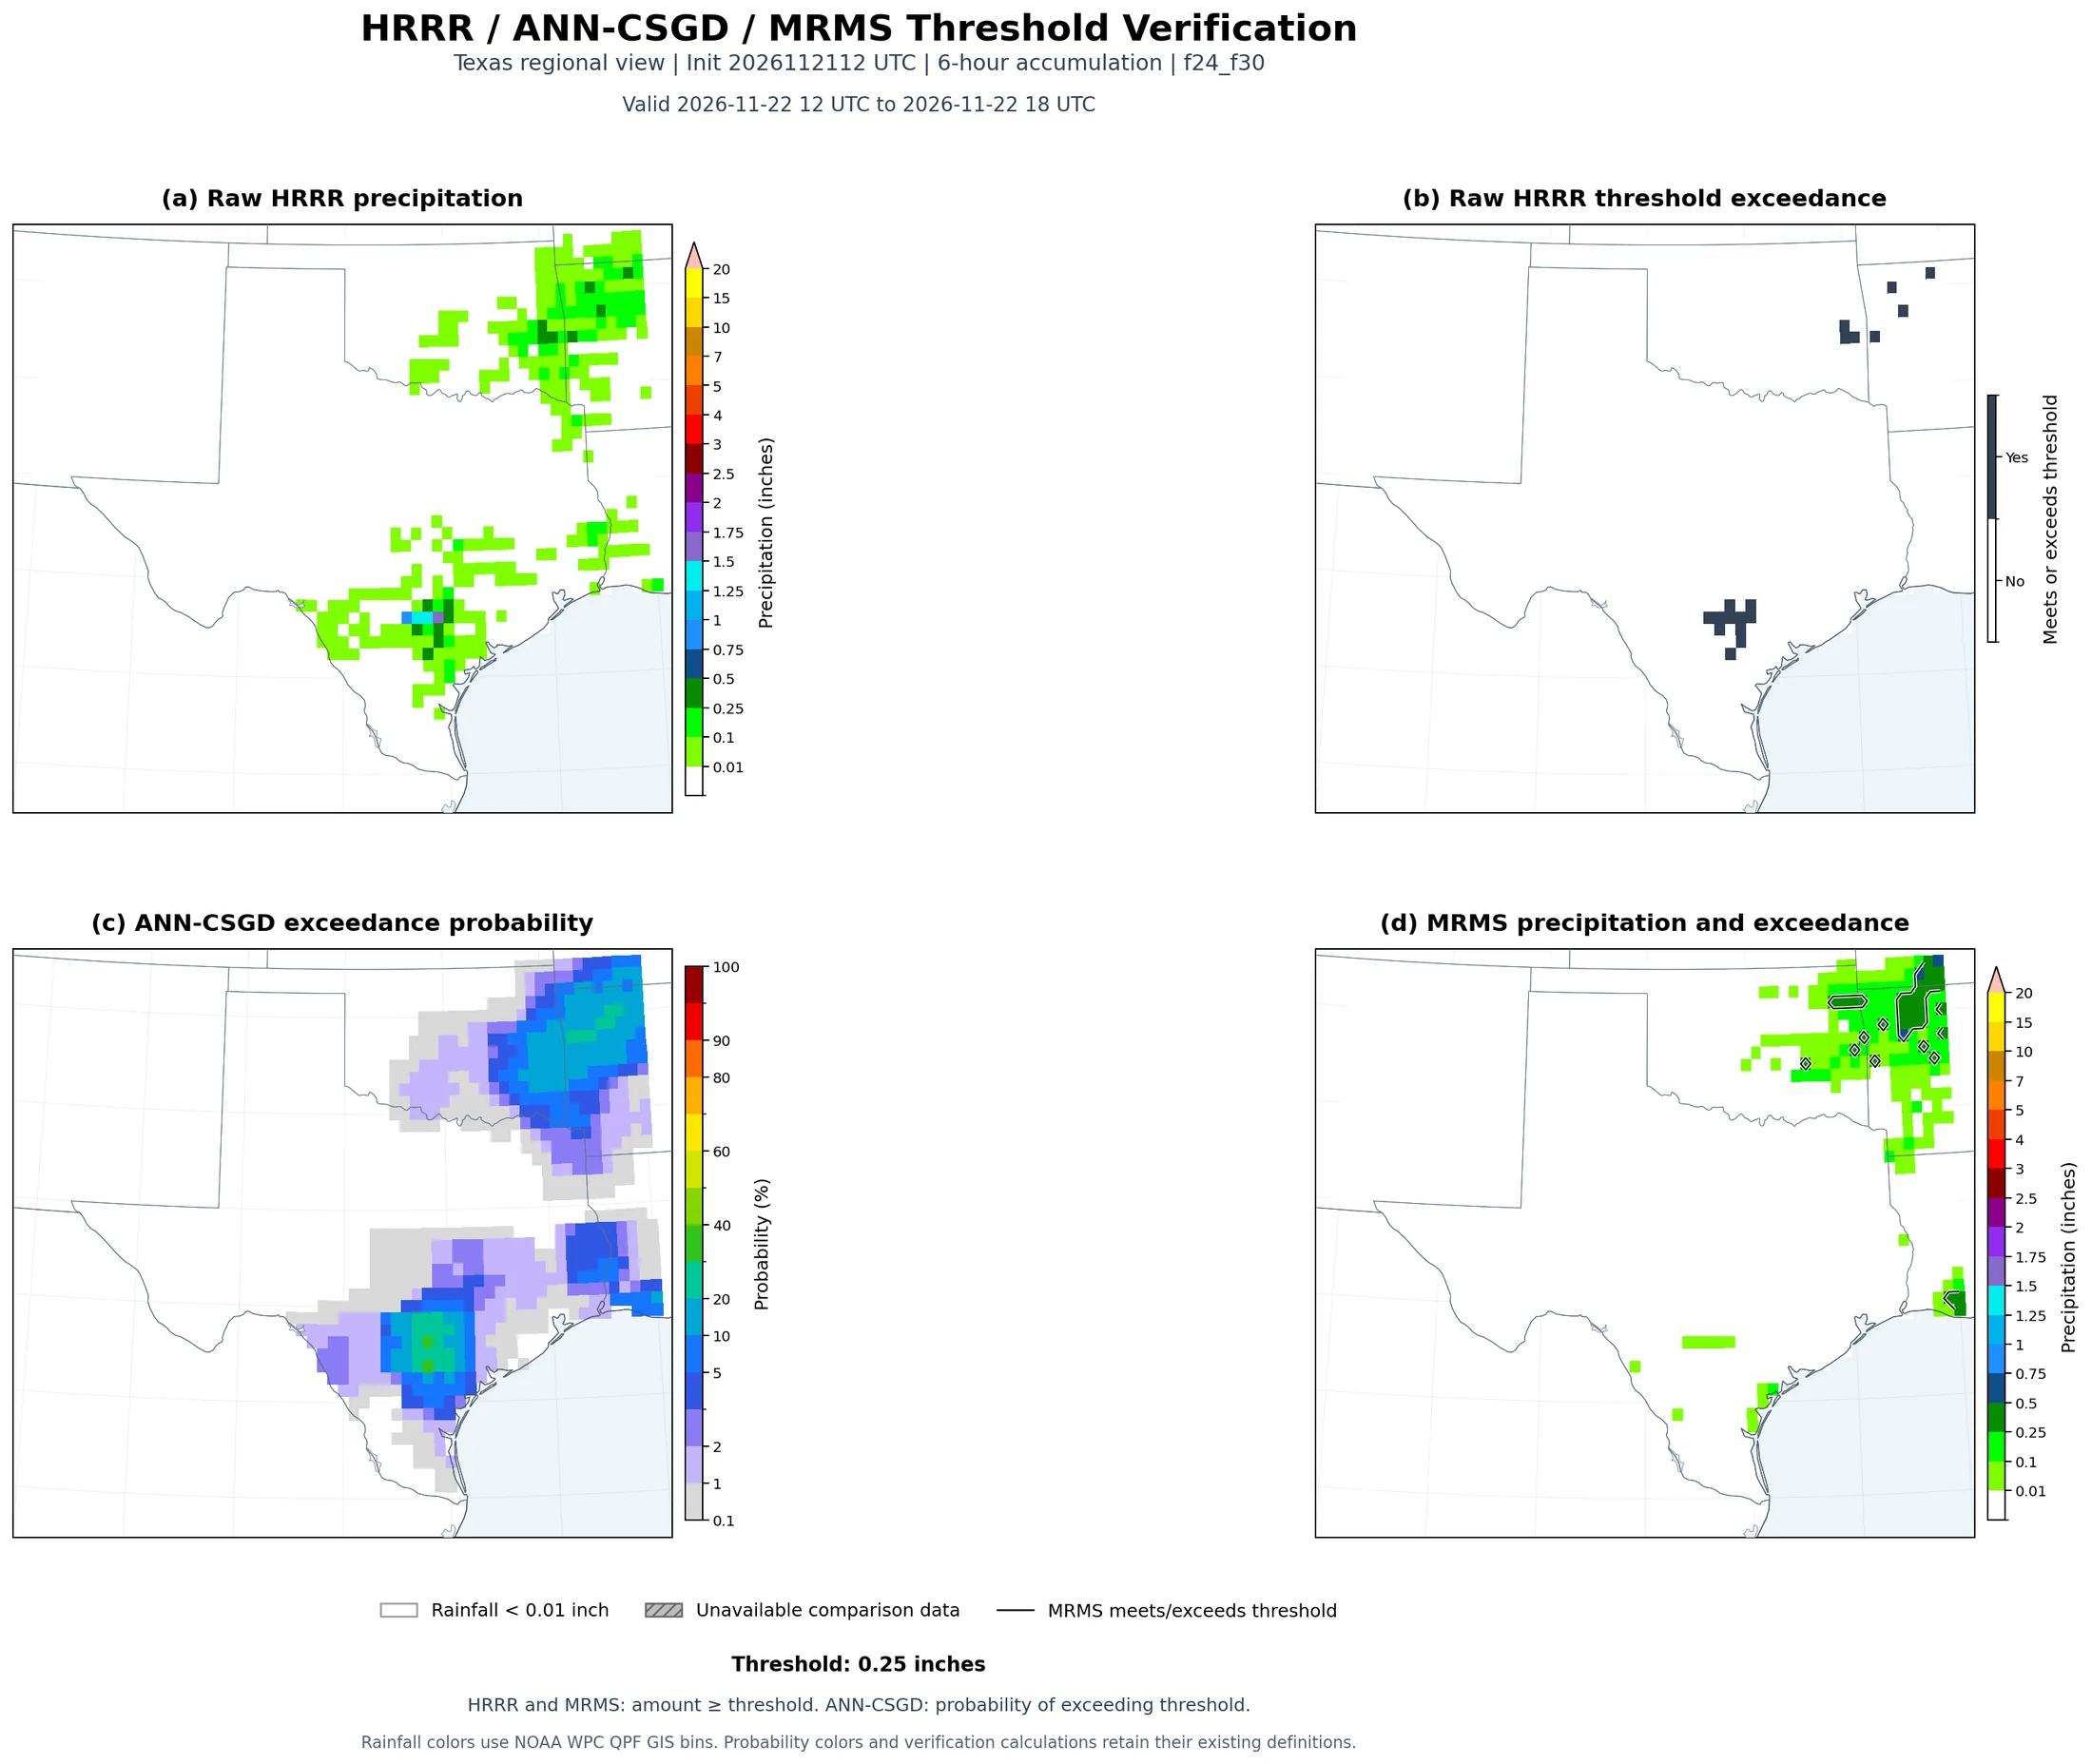 HRRR / ANN-CSGD / MRMS Threshold Verification
Texas regional view | Init 2026112112 UTC | 6-hour accumulation | f24_f30
Valid 2026-11-22 12 UTC to 2026-11-22 18 UTC
(a) Raw HRRR precipitation
20
15
10
7
5
4
3
2.5
2
1.75
1.5
1.25
1
0.75
0.5
0.25
0.1
0.01
Precipitation (inches)
(b) Raw HRRR threshold exceedance
Yes
No
Meets or exceeds threshold
(c) ANN-CSGD exceedance probability
100
90
80
60
40
20
10
5
2
1
0.1
Probability (%)
(d) MRMS precipitation and exceedance
20
15
10
7
5
4
3
2.5
2
1.75
1.5
1.25
1
0.75
0.5
0.25
0.1
0.01
Precipitation (inches)
Rainfall < 0.01 inch
Unavailable comparison data
MRMS meets/exceeds threshold
Threshold: 0.25 inches
HRRR and MRMS: amount ≥ threshold. ANN-CSGD: probability of exceeding threshold.
Rainfall colors use NOAA WPC QPF GIS bins. Probability colors and verification calculations retain their existing definitions.